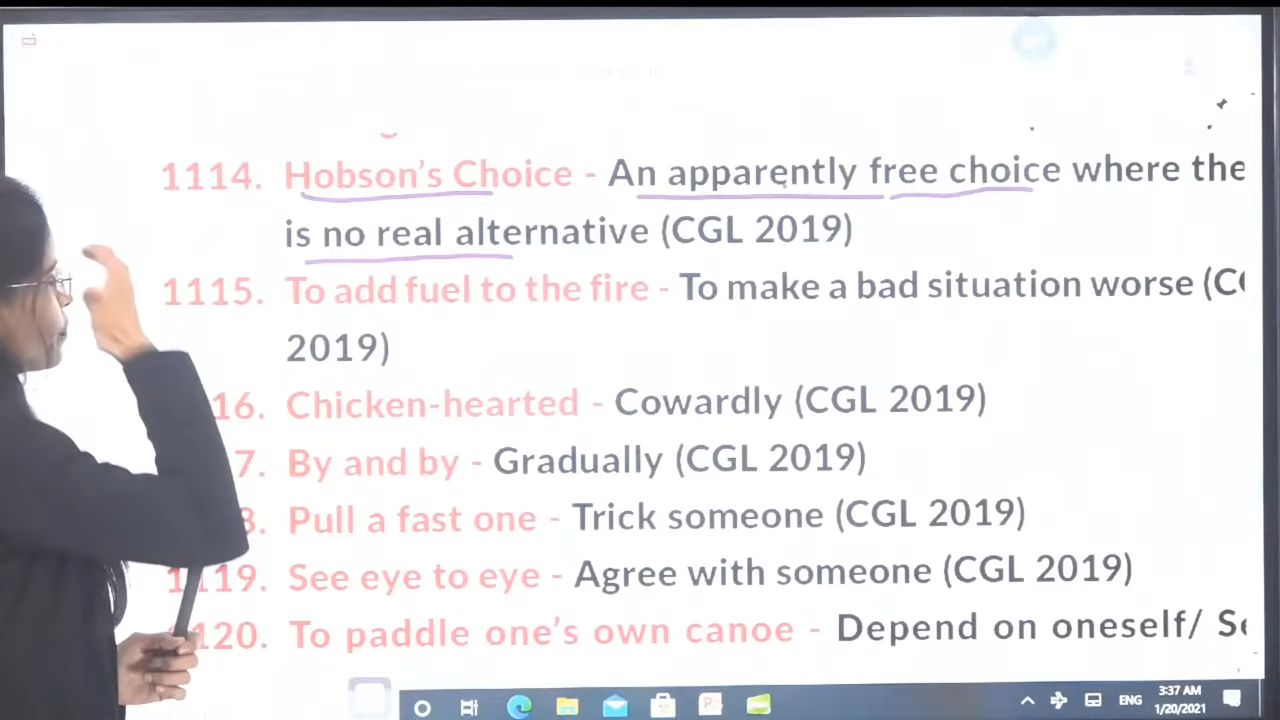 1114. Hobson's Choice - An apparently free choice where the
is no real alternative (CGL 2019)
1115. To add fuel to the fire - To make a bad situation worse
2019)
16. Chicken-hearted - Cowardly (CGL 2019)
7. By and by - Gradually (CGL 2019)
8. Pull a fast one - Trick someone (CGL 2019)
1119. See eye to eye - Agree with someone (CGL 2019)
120. To paddle one's own canoe - Depend on oneself/
ENG
3:37 AM
1/20/2021